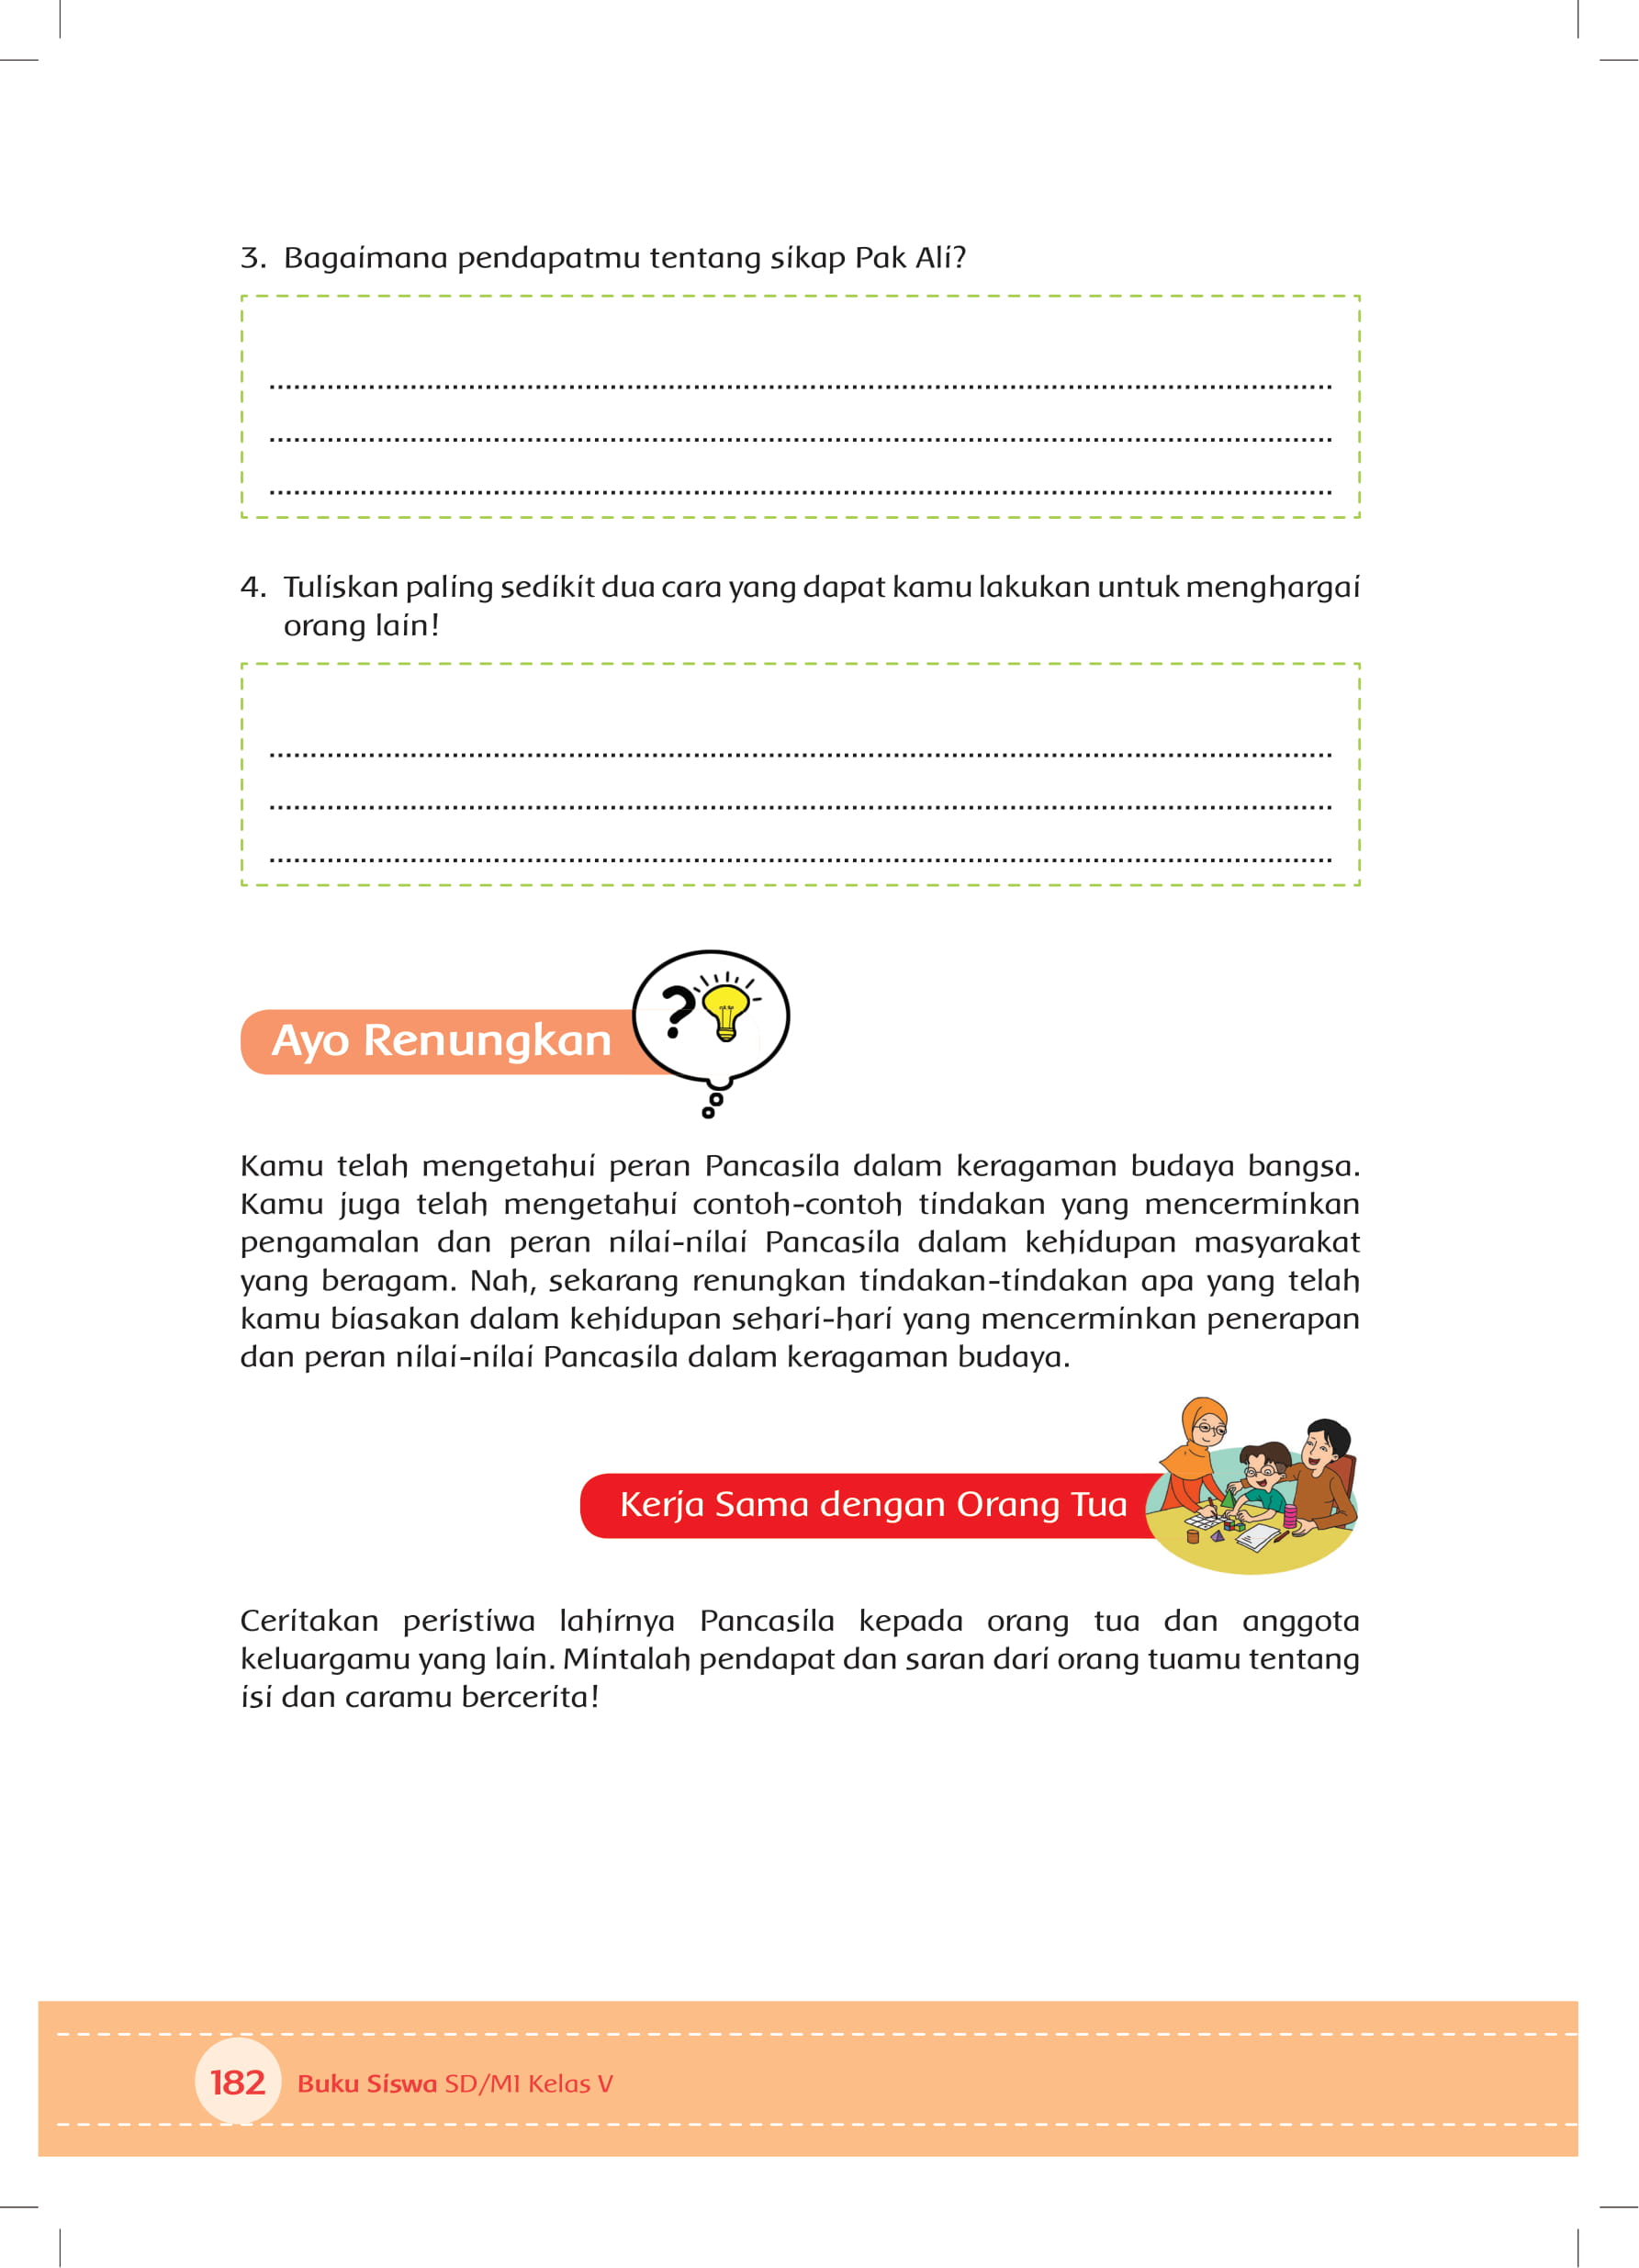 3. Bagaimana pendapatmu tentang sikap Pak Ali?
4. Tuliskan paling sedikit dua cara yang dapat kamu lakukan untuk menghargai
orang lain!
Ayo Renungkan
?
Kamu telah mengetahui peran Pancasila dalam keragaman budaya bangsa.
Kamu juga telah mengetahui contoh-contoh tindakan yang mencerminkan
pengamalan dan peran nilai-nilai Pancasila dalam kehidupan masyarakat
yang beragam. Nah, sekarang renungkan tindakan-tindakan apa yang telah
kamu biasakan dalam kehidupan sehari-hari yang mencerminkan penerapan
dan peran nilai-nilai Pancasila dalam keragaman budaya.
Kerja Sama dengan Orang Tua
Ceritakan peristiwa lahirnya Pancasila kepada orang tua dan anggota
keluargamu yang lain. Mintalah pendapat dan saran dari orang tuamu tentang
isi dan caramu bercerita!
182 Buku Siswa SD/MI Kelas V